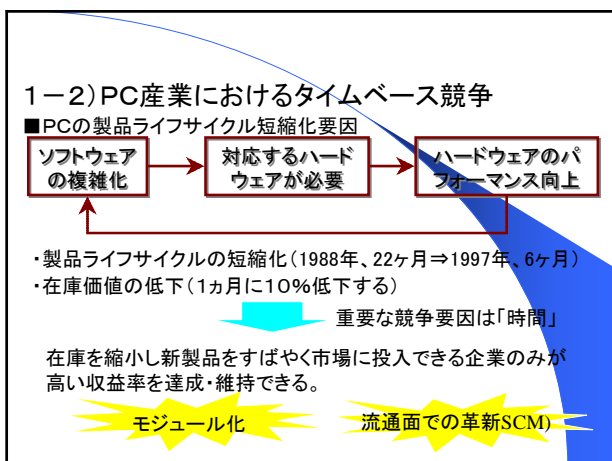 1－2）PC産業におけるタイムベース競争
■PCの製品ライフサイクル短縮化要因
ソフトウェア
の複雑化
対応するハード
ウェアが必要
ハードウェアのパ
フォーマンス向上
・製品ライフサイクルの短縮化（1988年、22ヶ月⇒1997年、6ヶ月）
・在庫価値の低下（1ヵ月に10％低下する）
重要な競争要因は「時間」
在庫を縮小し新製品をすばやく市場に投入できる企業のみが
高い収益率を達成・維持できる。
モジュール化
流通面での革新SCM)